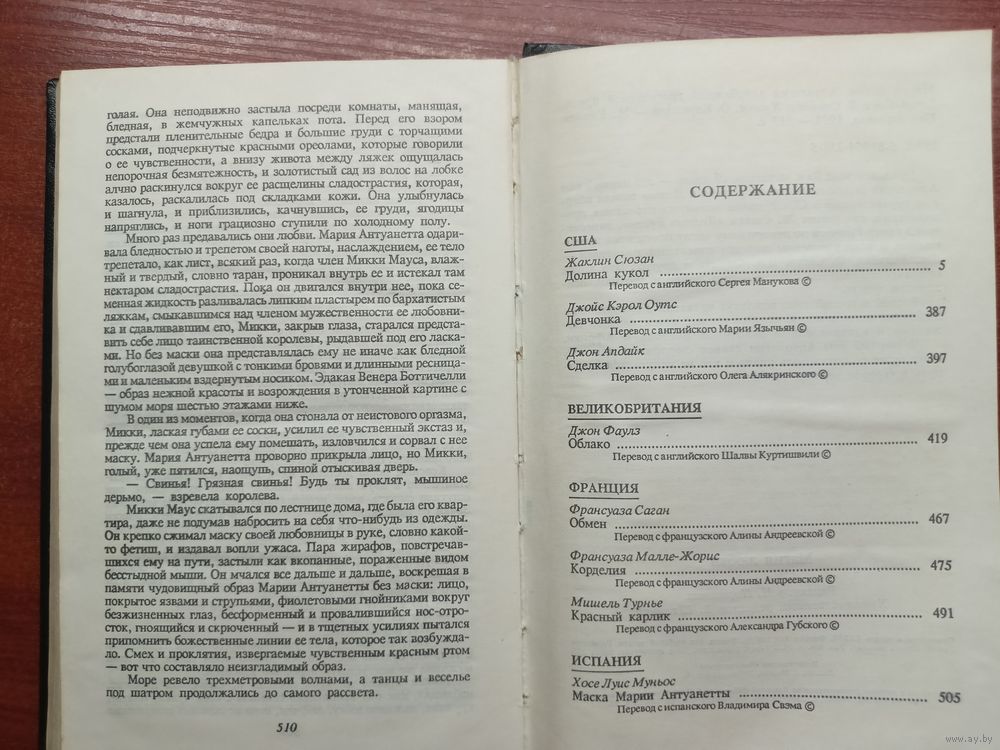 голая. Она неподвижно застыла посреди комнаты, манящая,
бледная, в жемчужных капельках пота. Перед его взором
предстали пленительные бедра и большие груди с торчащими
сосками, подчеркнутые красными ореолами, которые говорили
о ее чувственности, а внизу живота между ляжек ощущалась
непорочная безмятежность, и золотистый сад из волос на лобке
алчно раскинулся вокруг ее расщелины сладострастия, которая,
казалось, раскалилась под складками кожи. Она улыбнулась
и шагнула, и приблизились, качнувшись, ее груди, ягодицы
напряглись, и ноги грациозно ступили по холодному полу.
Много раз предавались они любви. Мария Антуанетта одари-
вала бледностью и трепетом своей наготы, наслаждением, ее тело
трепетало, как лист, всякий раз, когда член Микки Мауса, влаж-
ный и твердый, словно таран, проникал внутрь ее и истекал там
нектаром сладострастия. Пока он двигался внутри нее, пока се-
менная жидкость разливалась липким пластырем по бархатистым
ляжкам, смыкавшимся над членом мужественности ее любовни-
ка и сдавливавшим его, Микки, закрыв глаза, старался предста-
вить себе лицо таинственной королевы, рыдавшей под его ласка-
ми. Но без маски она представлялась ему не иначе как бледной
голубоглазой девушкой с тонкими бровями и длинными ресница-
ми и маленьким вздернутым носиком. Эдакая Венера Боттичелли
— образ нежной красоты и возрождения в утонченной картине с
шумом моря шестью этажами ниже.
В один из моментов, когда она стонала от неистового оргазма,
Микки, лаская губами ее соски, усилил ее чувственный экстаз и,
прежде чем она успела ему помешать, изловчился и сорвал с нее
маску. Мария Антуанетта проворно прикрыла лицо, но Микки,
голый, уже пятился, наощупь, спиной отыскивая дверь.
— Свинья! Грязная свинья! Будь ты проклят, мышиное
дерьмо, — взревела королева.
Микки Маус скатывался по лестнице дома, где была его квар-
тира, даже не подумав набросить на себя что-нибудь из одежды.
Он крепко сжимал маску своей любовницы в руке, словно какой-
то фетиш, и издавал вопли ужаса. Пара жирафов, повстречав-
шихся ему на пути, застыли как вкопанные, пораженные видом
бесстыдной мыши. Он мчался все дальше и дальше, воскрешая в
памяти чудовищный образ Марии Антуанетты без маски: лицо,
покрытое язвами и струпьями, фиолетовыми гнойниками вокруг
безжизненных глаз, бесформенный и провалившийся нос-отро-
сток, гноящийся и скрюченный — и в тщетных усилиях пытался
припомнить божественные линии ее тела, которое так возбужда-
ло. Смех и проклятия, извергаемые чувственным красным ртом
— вот что составляло неизгладимый образ.
Море ревело трехметровыми волнами, а танцы и веселье
под шатром продолжались до самого рассвета.
510
СОДЕРЖАНИЕ
США
Жаклин Сюзан
Долина кукол 5
Перевод с английского Сергея Манукова ©
Джойс Кэрол Оутс
Девчонка 387
Перевод с английского Марии Язычьян ©
Джон Апдайк
Сделка 397
Перевод с английского Олега Алякринского ©
ВЕЛИКОБРИТАНИЯ
Джон Фаулз
Облако 419
Перевод с английского Шалвы Куртишвили ©
ФРАНЦИЯ
Франсуаза Саган
Обмен 467
Перевод с французского Алины Андреевской ©
Франсуаза Малле-Жорис
Корделия 475
Перевод с французского Алины Андреевской ©
Мишель Турнье
Красный карлик 491
Перевод с французского Александра Губского ©
ИСПАНИЯ
Хосе Луис Муньос
Маска Марии Антуанетты 505
Перевод с испанского Владимира Свэма ©
www.ay.by